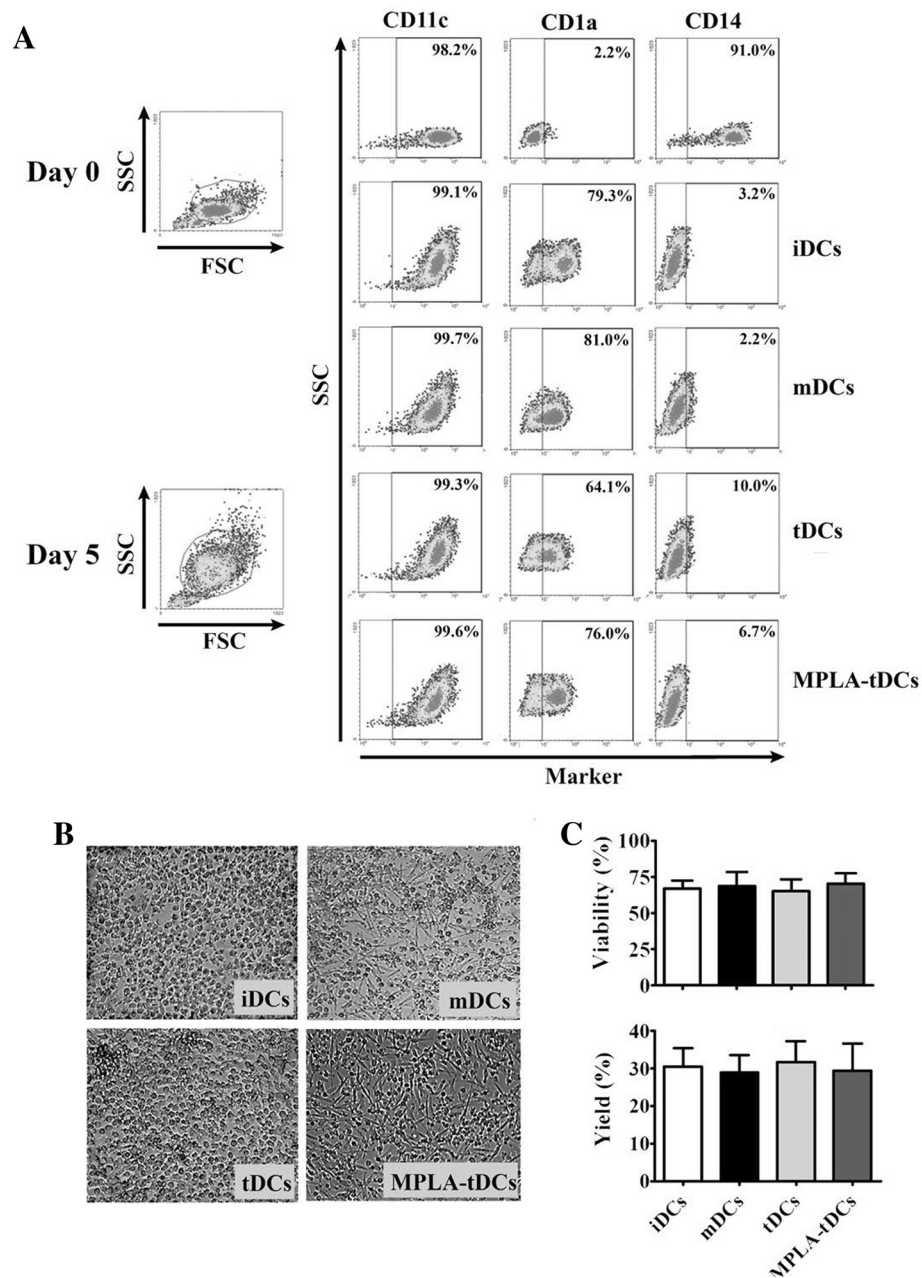 A
CD11c CD1a CD14
98.2% 2.2% 91.0%
Day 0
SSC
FSC
99.1% 79.3% 3.2%
iDCs
99.7% 81.0% 2.2%
mDCs
SSC
99.3% 64.1% 10.0%
tDCs
Day 5
SSC
FSC
99.6% 76.0% 6.7%
MPLA-tDCs
Marker
B
iDCs mDCs
tDCs MPLA-tDCs
C
Viability (%)
100
75
50
25
0
Yield (%)
40
30
20
10
0
iDCs mDCs tDCs MPLA-tDCs